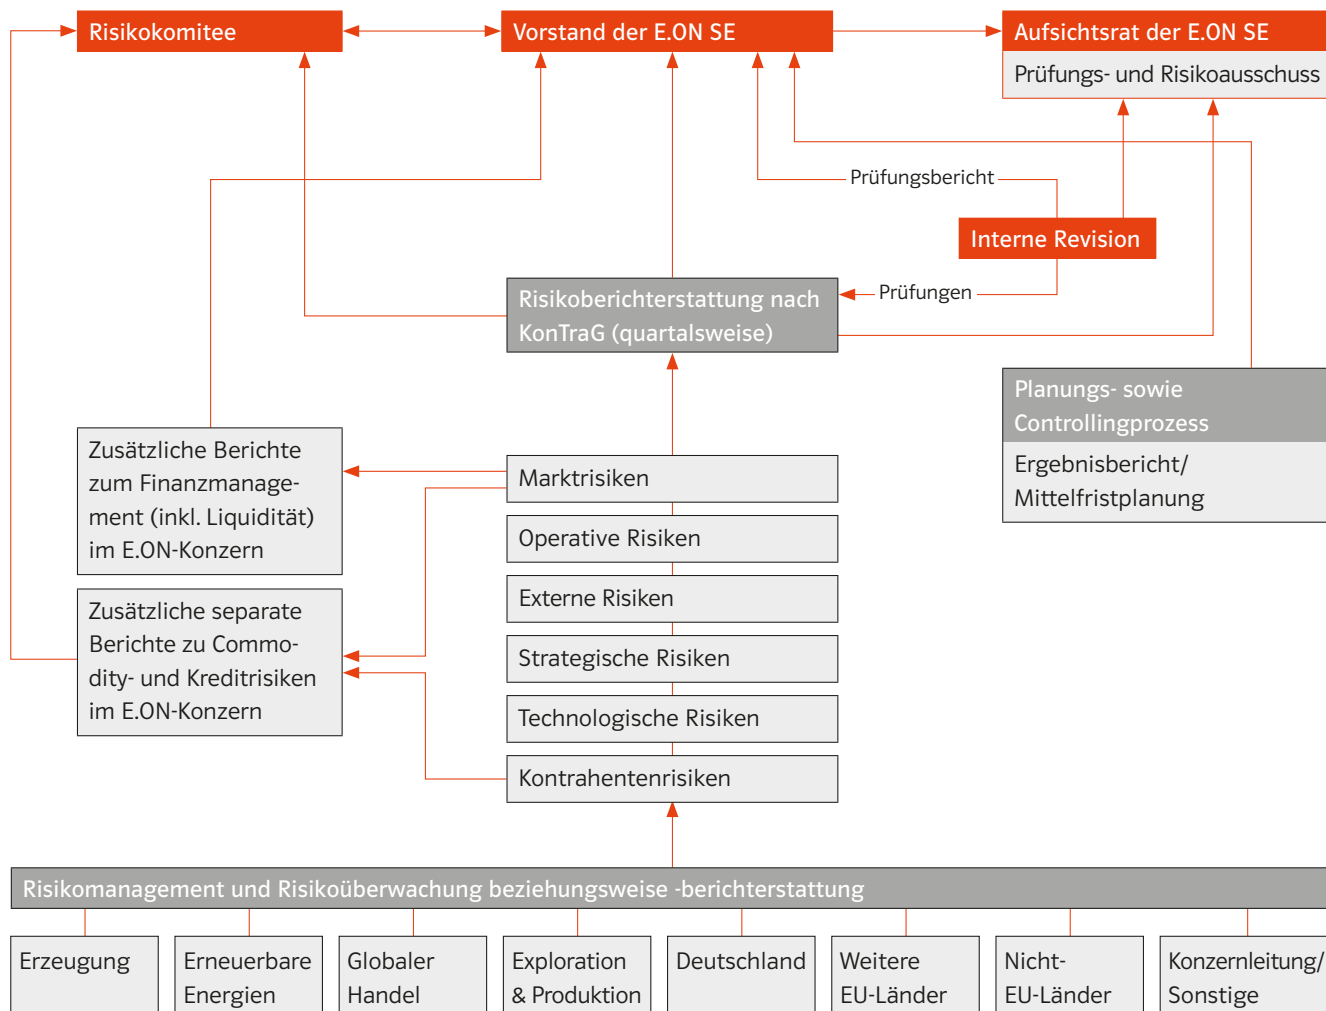 Risikokomitee
Vorstand der E.ON SE
Aufsichtsrat der E.ON SE
Prüfungs- und Risikoausschuss
Prüfungsbericht
Interne Revision
Prüfungen
Risikoberichterstattung nach
KonTraG (quartalsweise)
Planungs- sowie
Controllingprozess
Ergebnisbericht/
Mittelfristplanung
Zusätzliche Berichte
zum Finanzmanage-
ment (inkl. Liquidität)
im E.ON-Konzern
Zusätzliche separate
Berichte zu Commo-
dity- und Kreditrisiken
im E.ON-Konzern
Marktrisiken
Operative Risiken
Externe Risiken
Strategische Risiken
Technologische Risiken
Kontrahentenrisiken
Risikomanagement und Risikoüberwachung beziehungsweise -berichterstattung
Erzeugung
Erneuerbare
Energien
Globaler
Handel
Exploration
& Produktion
Deutschland
Weitere
EU-Länder
Nicht-
EU-Länder
Konzernleitung/
Sonstige